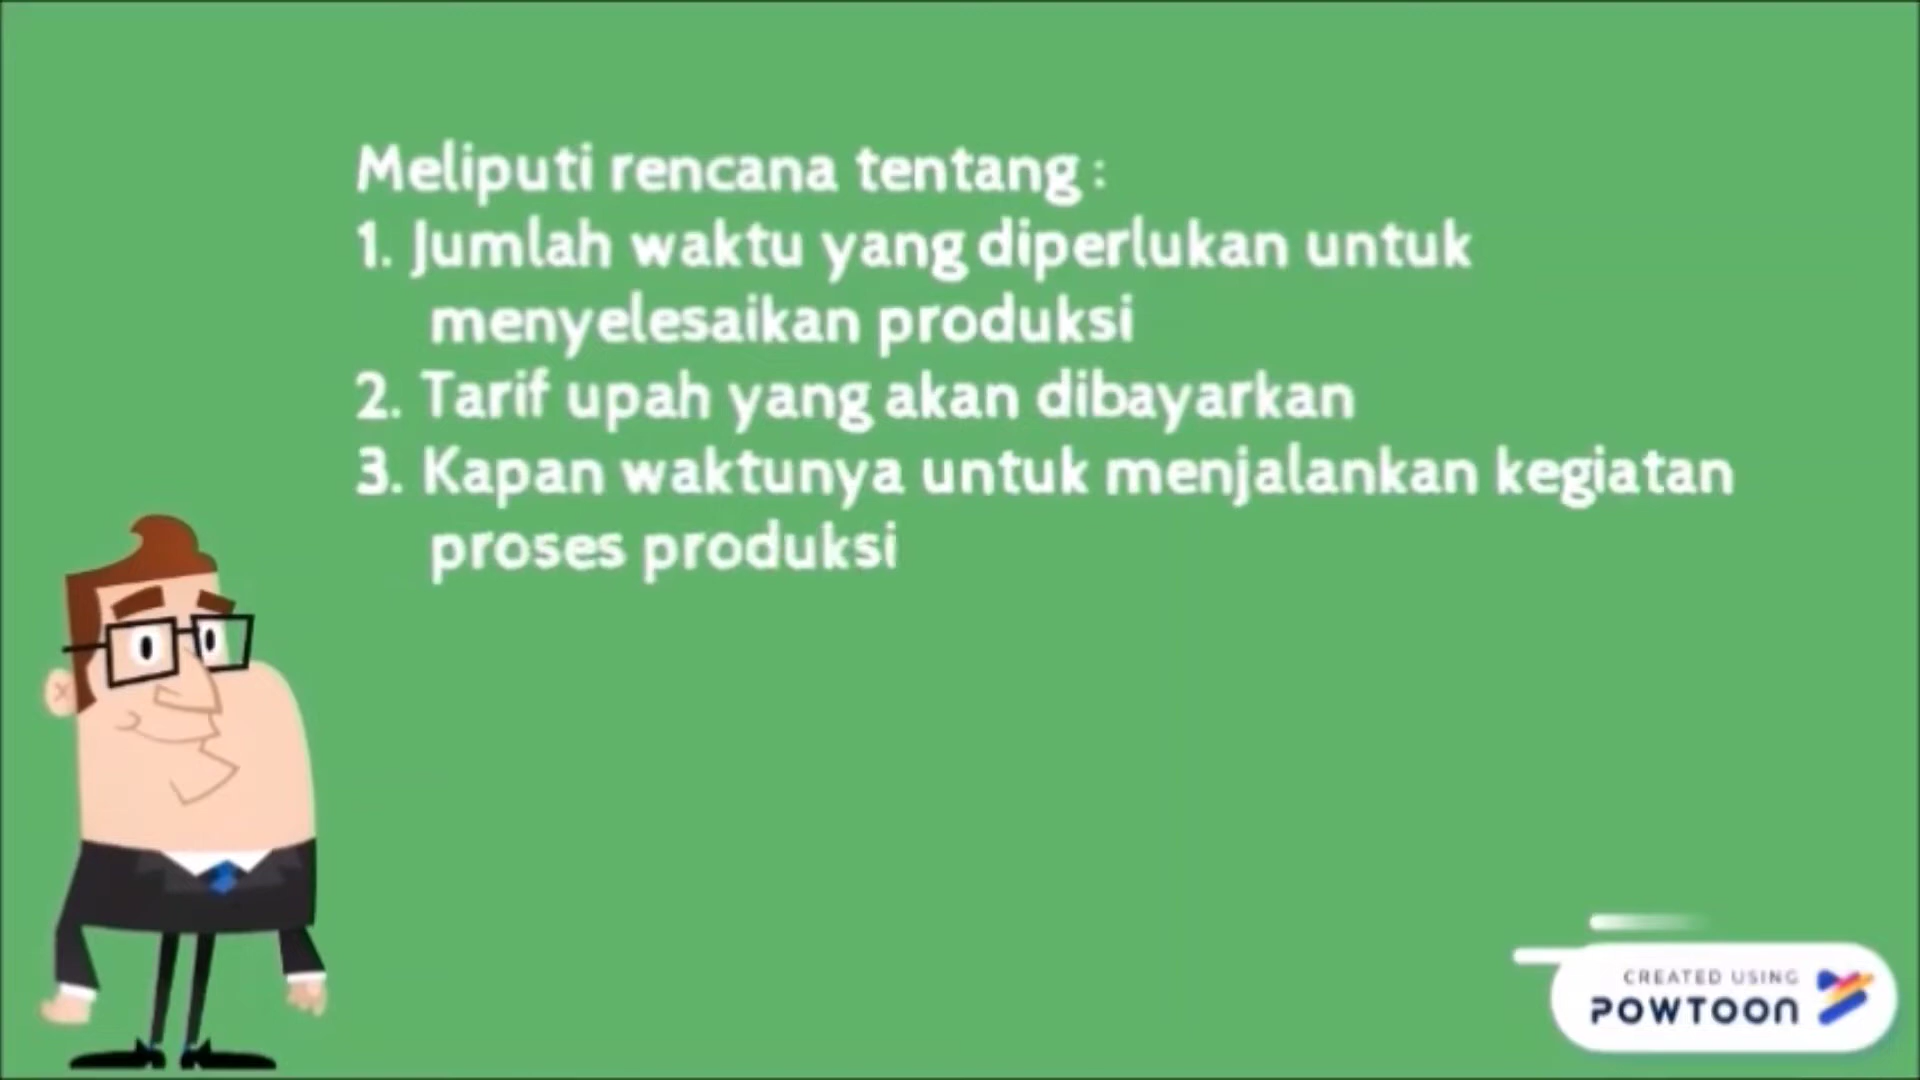 Meliputi rencana tentang :
1. Jumlah waktu yang diperlukan untuk
menyelesaikan produksi
2. Tarif upah yang akan dibayarkan
3. Kapan waktunya untuk menjalankan kegiatan
proses produksi
CREATED USING
POWTOON